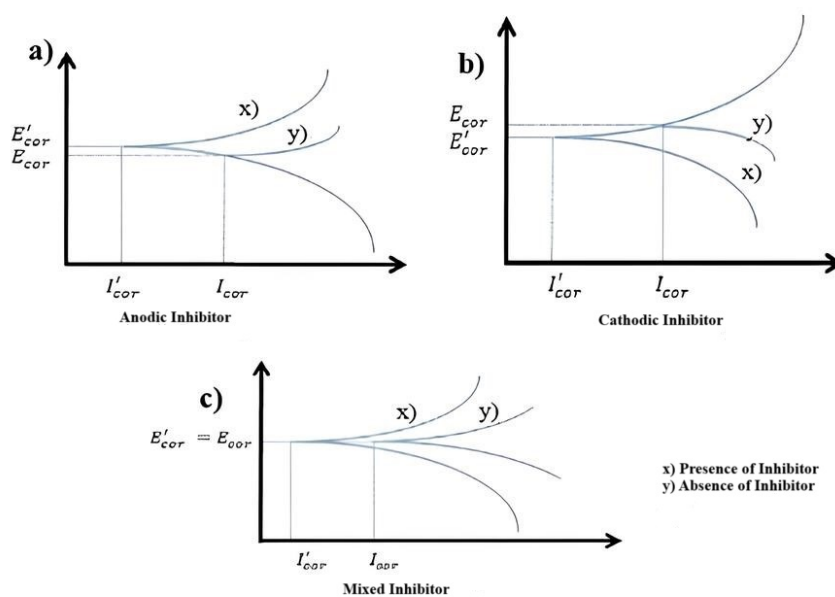 a)
x)
y)
E′cor
Ecor
I′cor
Icor
Anodic Inhibitor
b)
Ecor
E′cor
y)
x)
I′cor
Icor
Cathodic Inhibitor
c)
x)
y)
E′cor = Ecor
I′cor
Icor
Mixed Inhibitor
x) Presence of Inhibitor
y) Absence of Inhibitor